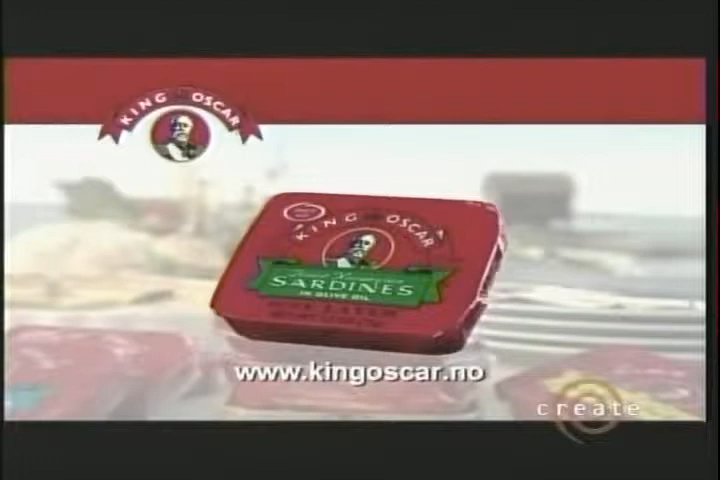 KING OSCAR
KING OSCAR
SARDINES
IN OLIVE OIL
www.kingoscar.no
create